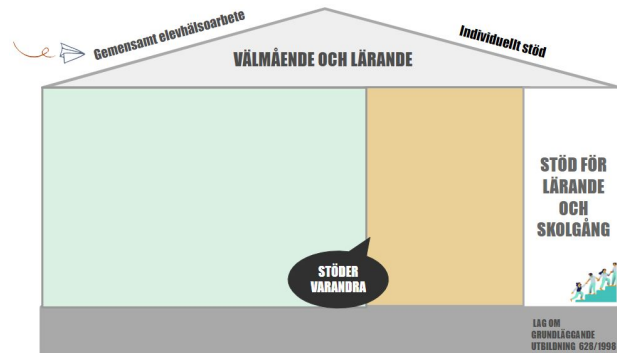 Gemensamt elevhälsoarbete
Individuellt stöd
VÄLMÅENDE OCH LÄRANDE
STÖD FÖR
LÄRANDE
OCH
SKOLGÅNG
STÖDER
VARANDRA
LAG OM
GRUNDLÄGGANDE
UTBILDNING 628/1998